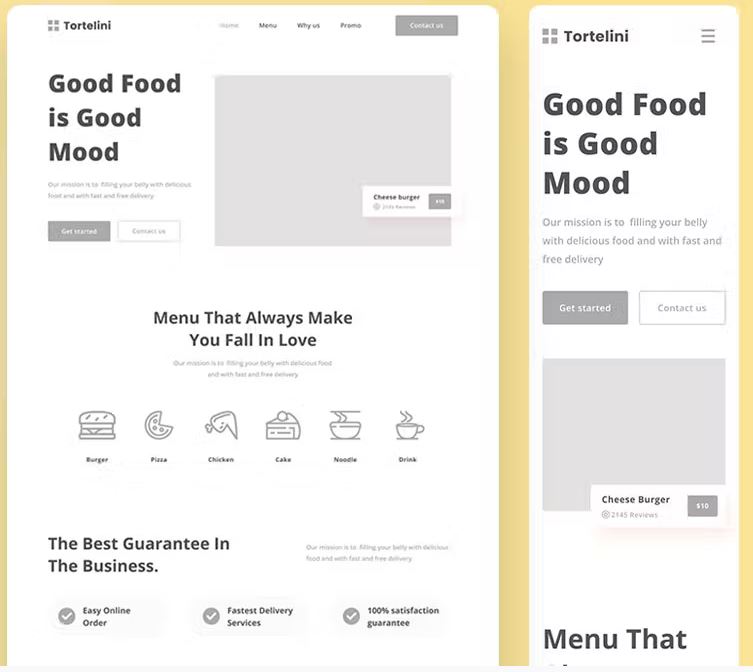 Tortelini
Home Menu Why us Promo Contact us
Good Food
is Good
Mood
Our mission is to filling your belly with delicious
food and with fast and free delivery
Get started Contact us
Cheese burger
2145 Reviews
$10
Menu That Always Make
You Fall In Love
Our mission is to filling your belly with delicious food
and with fast and free delivery
Burger Pizza Chicken Cake Noodle Drink
The Best Guarantee In
The Business.
Our mission is to filling your belly with delicious
food and with fast and free delivery
Easy Online
Order
Fastest Delivery
Services
100% satisfaction
guarantee
Tortelini
Good Food
is Good
Mood
Our mission is to filling your belly
with delicious food and with fast and
free delivery
Get started Contact us
Cheese Burger
2145 Reviews
$10
Menu That